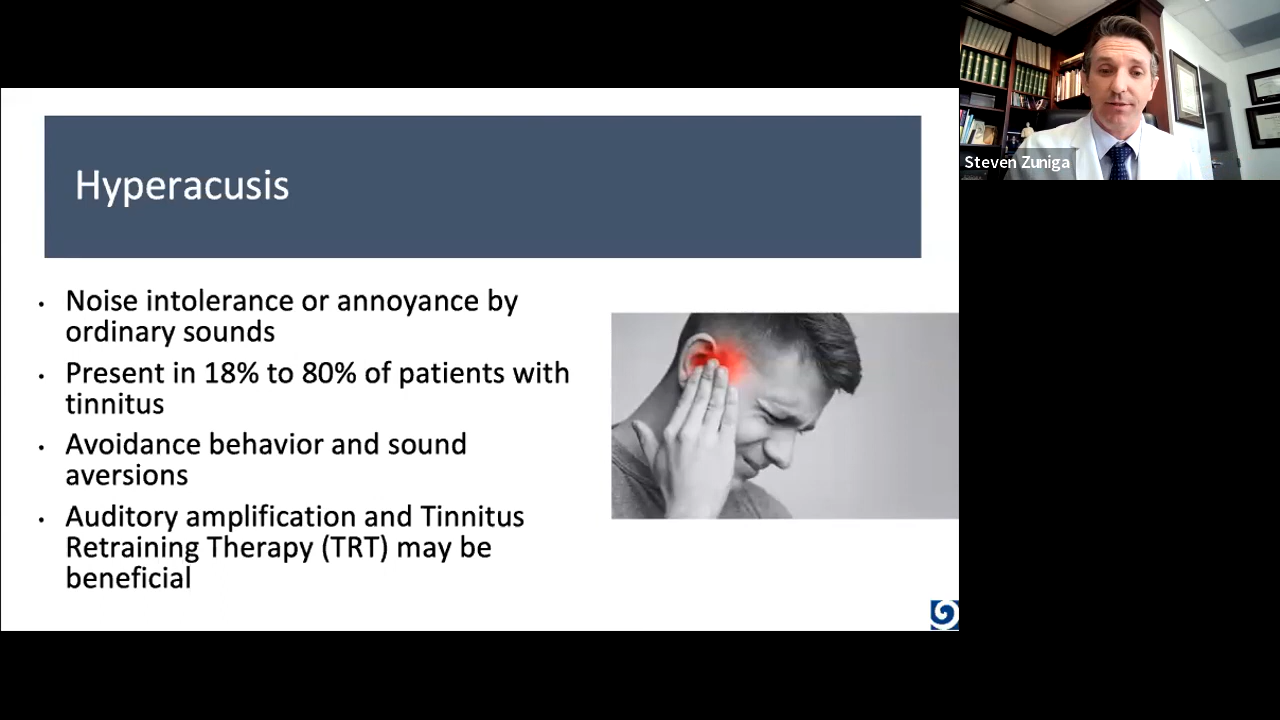 Hyperacusis
• Noise intolerance or annoyance by
ordinary sounds
• Present in 18% to 80% of patients with
tinnitus
• Avoidance behavior and sound
aversions
• Auditory amplification and Tinnitus
Retraining Therapy (TRT) may be
beneficial
Steven Zuniga